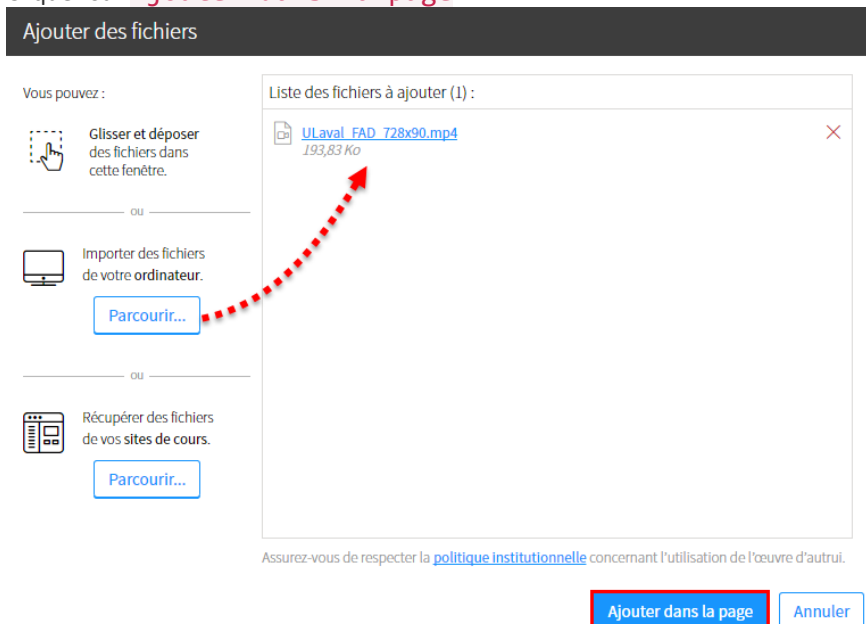 Ajouter des fichiers
Vous pouvez :
Liste des fichiers à ajouter (1) :
Glisser et déposer
des fichiers dans
cette fenêtre.
ULaval_FAD_728x90.mp4
193,83 Ko
ou
Importer des fichiers
de votre ordinateur.
Parcourir...
ou
Récupérer des fichiers
de vos sites de cours.
Parcourir...
Assurez-vous de respecter la politique institutionnelle concernant l'utilisation de l'œuvre d'autrui.
Ajouter dans la page
Annuler